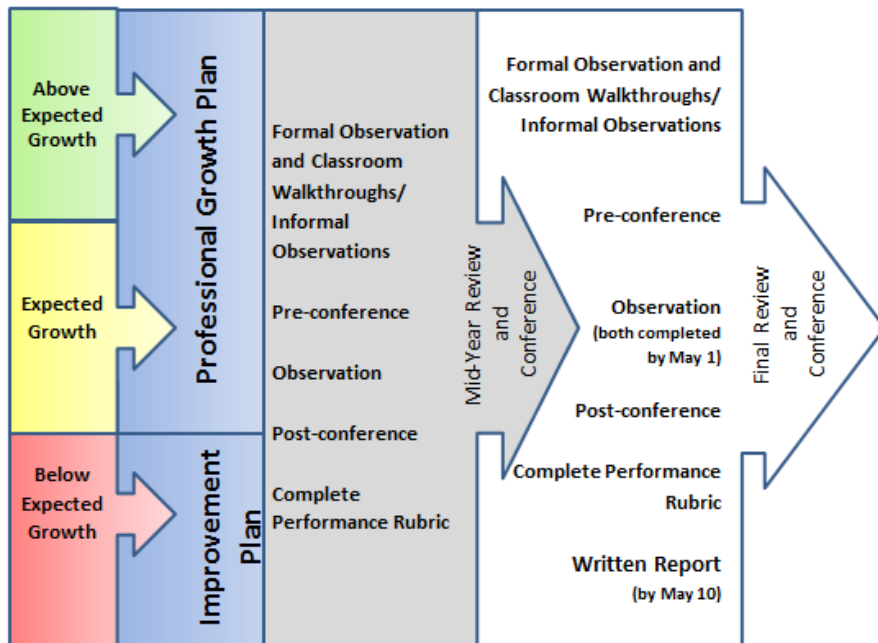 Above
Expected
Growth
Expected
Growth
Below
Expected
Growth
Professional Growth Plan
Improvement
Plan
Formal Observation
and Classroom
Walkthroughs/
Informal
Observations
Pre-conference
Observation
Post-conference
Complete
Performance Rubric
Mid-Year Review
and
Conference
Formal Observation and
Classroom Walkthroughs/
Informal Observations
Pre-conference
Observation
(both completed
by May 1)
Post-conference
Complete Performance
Rubric
Written Report
(by May 10)
Final Review
and
Conference